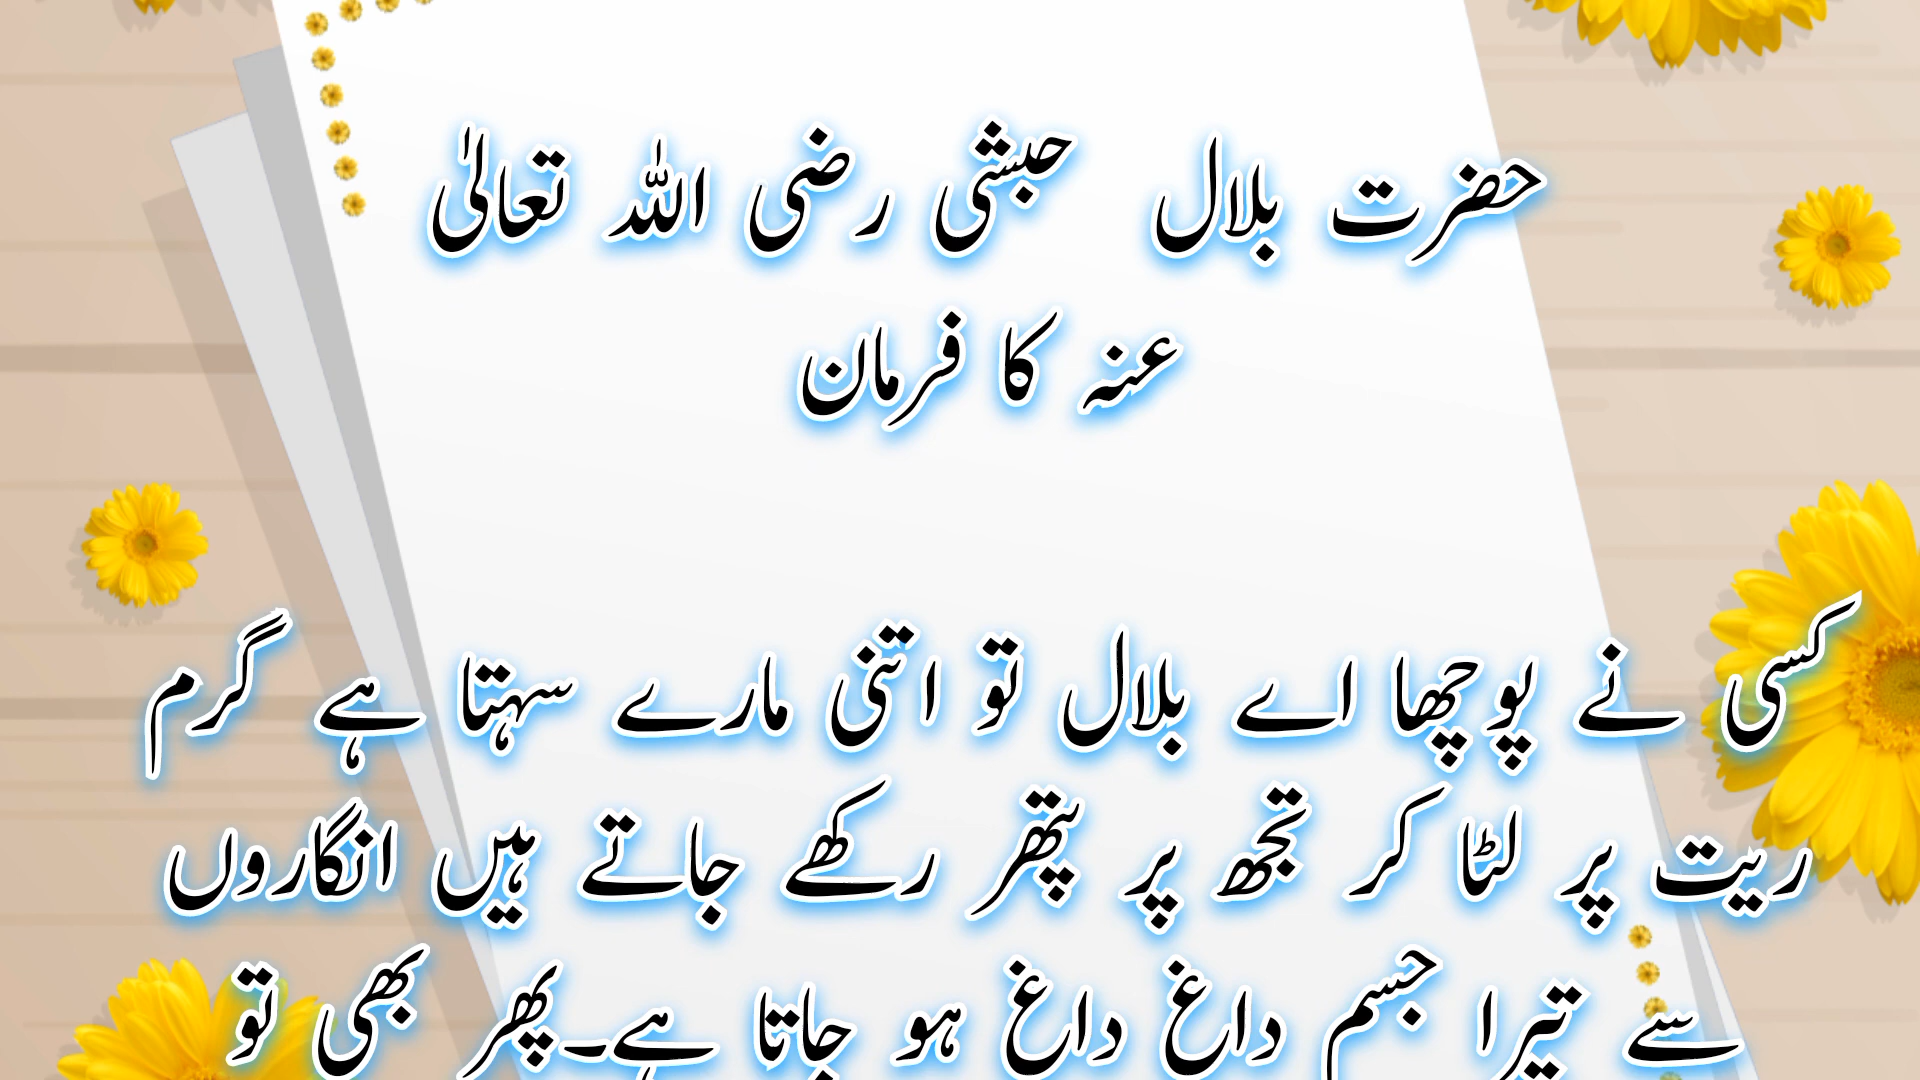 حضرت بلال حبشی رضی اللہ تعالیٰ
عنہ کا فرمان
کسی نے پوچھا اے بلال تو اتنی مارے سہتا ہے گرم
ریت پر لٹا کر تجھ پر پتھر رکھے جاتے ہیں انگاروں
سے تیرا جسم داغ داغ ہو جاتا ہے۔پھر بھی تو